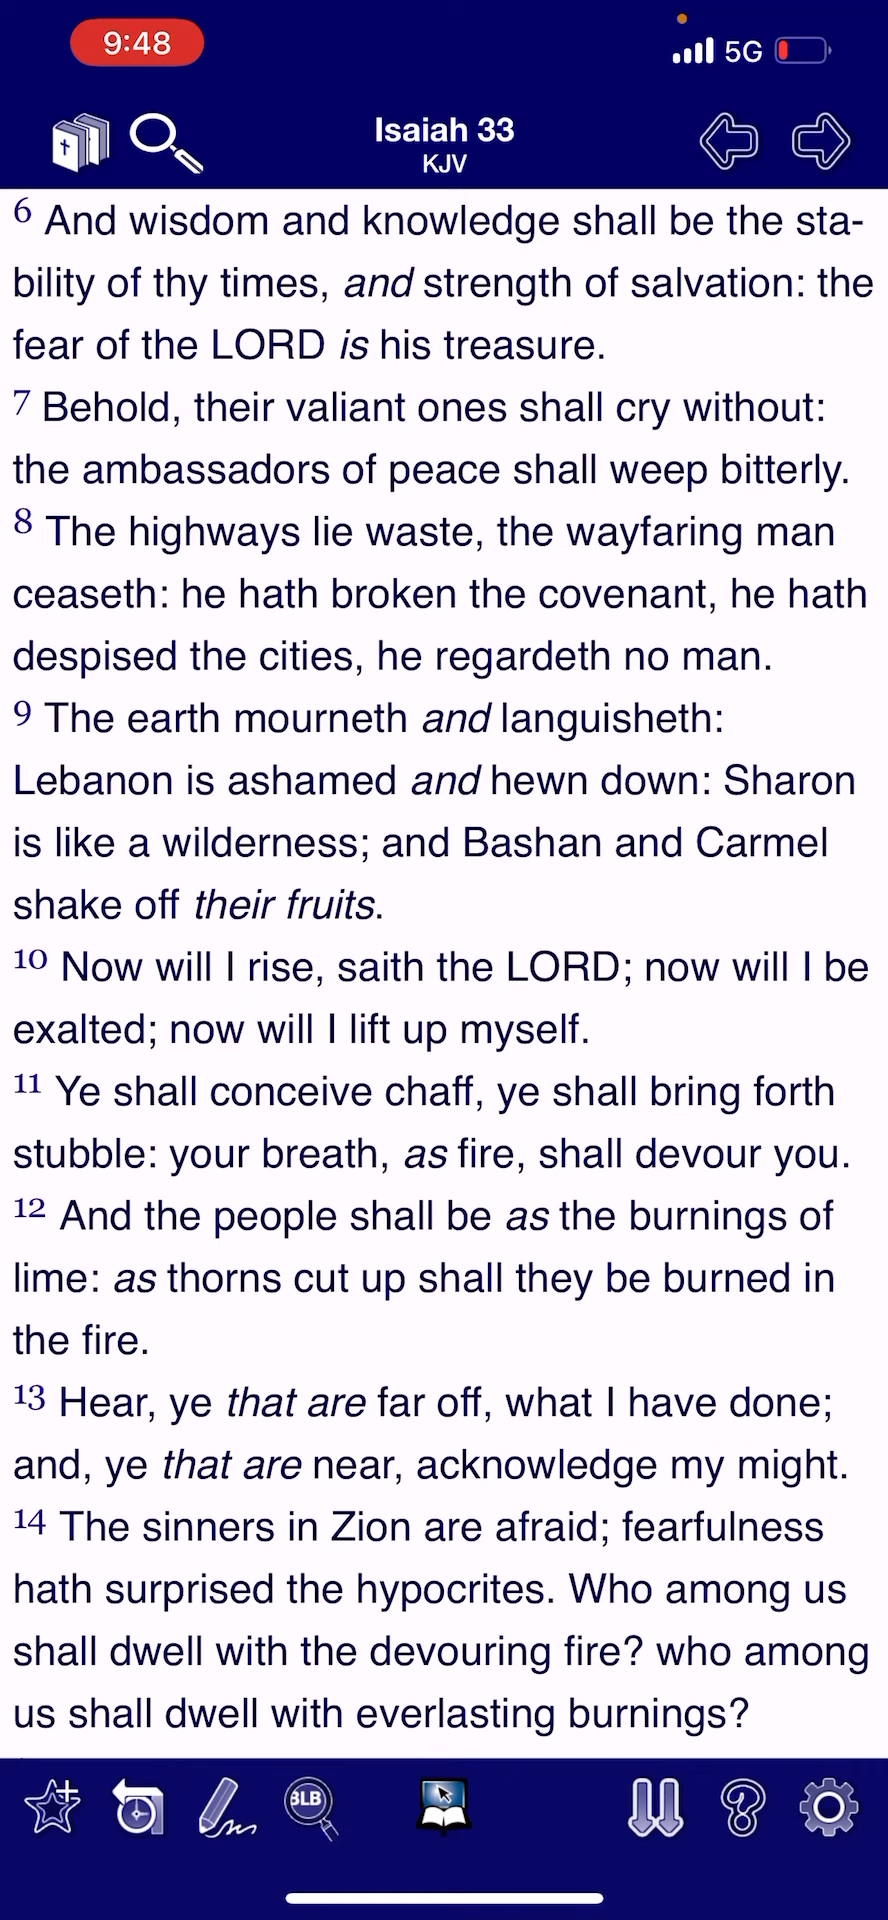 9:48
5G
Isaiah 33
KJV
6 And wisdom and knowledge shall be the sta-
bility of thy times, and strength of salvation: the
fear of the LORD is his treasure.
7 Behold, their valiant ones shall cry without:
the ambassadors of peace shall weep bitterly.
8 The highways lie waste, the wayfaring man
ceaseth: he hath broken the covenant, he hath
despised the cities, he regardeth no man.
9 The earth mourneth and languisheth:
Lebanon is ashamed and hewn down: Sharon
is like a wilderness; and Bashan and Carmel
shake off their fruits.
10 Now will I rise, saith the LORD; now will I be
exalted; now will I lift up myself.
11 Ye shall conceive chaff, ye shall bring forth
stubble: your breath, as fire, shall devour you.
12 And the people shall be as the burnings of
lime: as thorns cut up shall they be burned in
the fire.
13 Hear, ye that are far off, what I have done;
and, ye that are near, acknowledge my might.
14 The sinners in Zion are afraid; fearfulness
hath surprised the hypocrites. Who among us
shall dwell with the devouring fire? who among
us shall dwell with everlasting burnings?
BLB